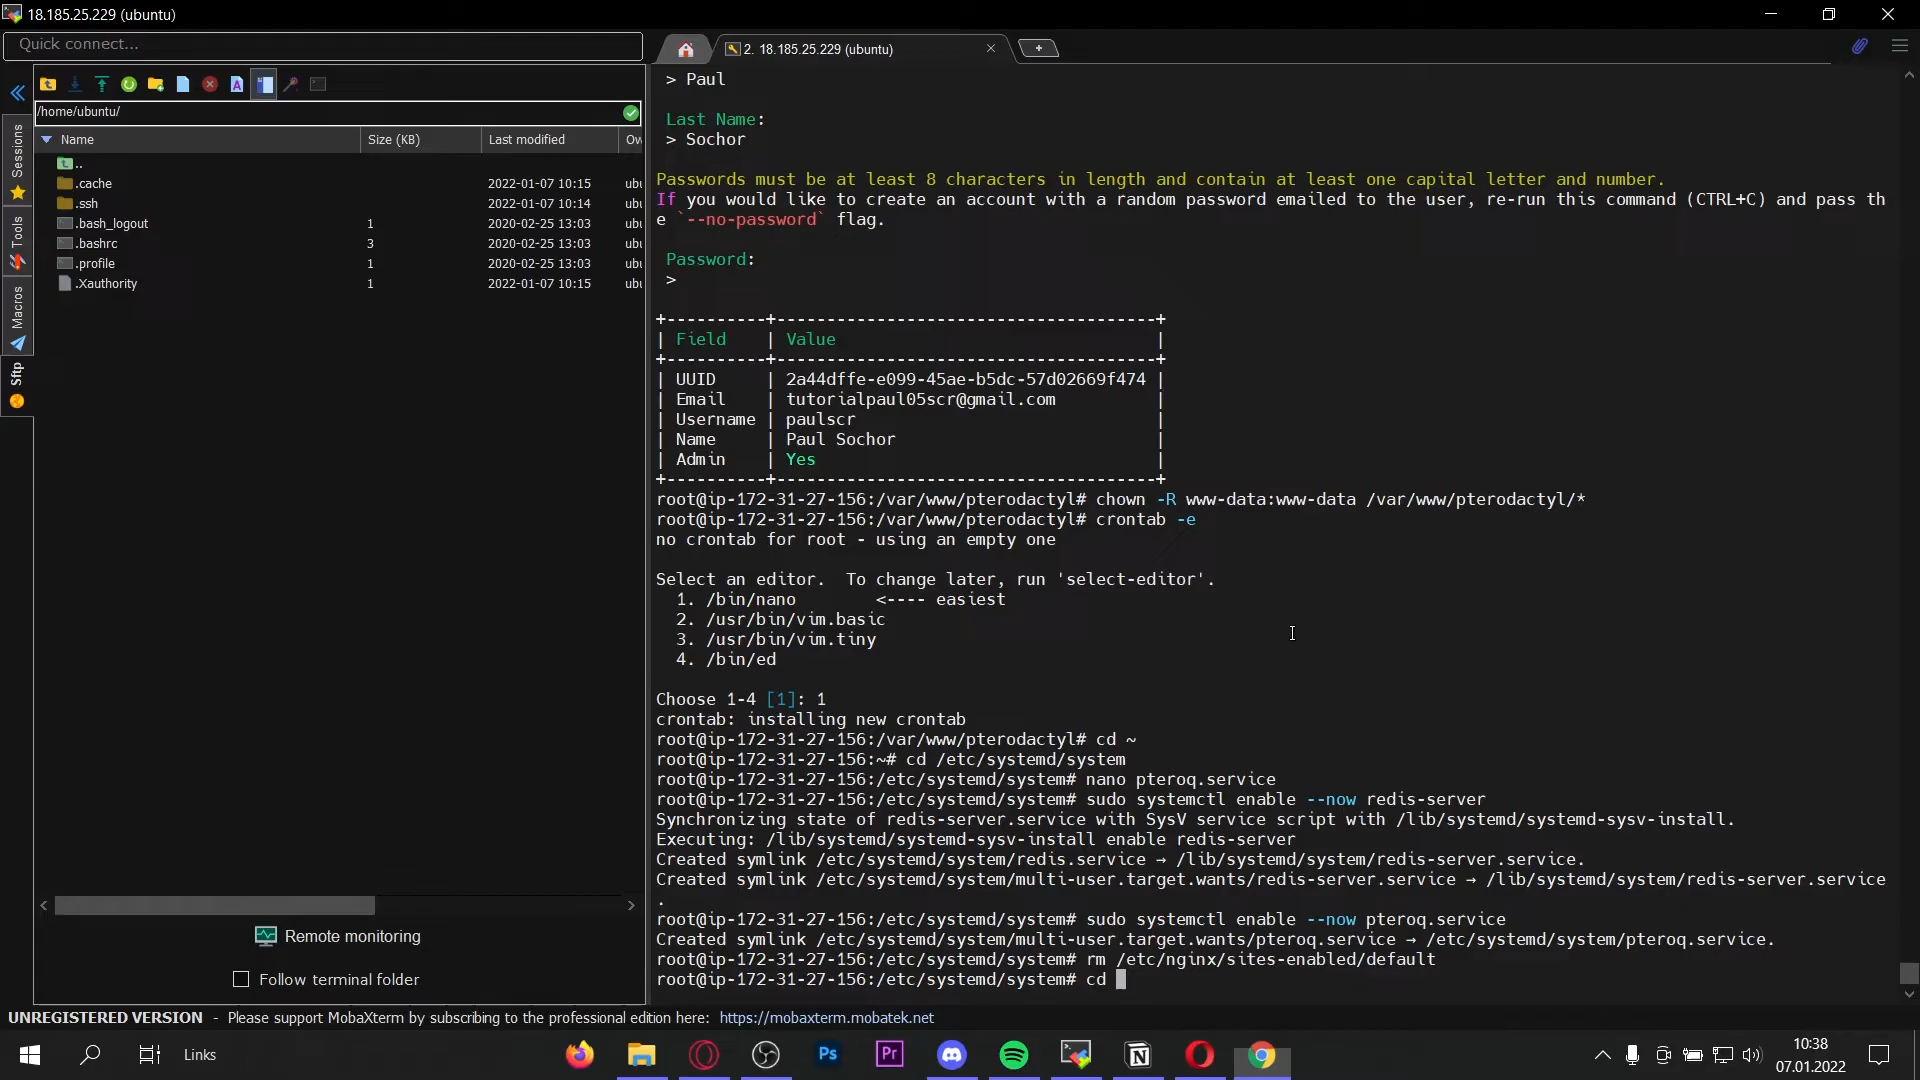 18.185.25.229 (ubuntu)
Quick connect...
2. 18.185.25.229 (ubuntu)
/home/ubuntu/
Name Size (KB) Last modified Ow
..
.cache 2022-01-07 10:15 ubu
.ssh 2022-01-07 10:14 ubu
.bash_logout 1 2020-02-25 13:03 ubu
.bashrc 3 2020-02-25 13:03 ubu
.profile 1 2020-02-25 13:03 ubu
.Xauthority 1 2022-01-07 10:15 ubu
Sessions
Tools
Macros
Sftp
Remote monitoring
Follow terminal folder
> Paul
Last Name:
> Sochor
Passwords must be at least 8 characters in length and contain at least one capital letter and number.
If you would like to create an account with a random password emailed to the user, re-run this command (CTRL+C) and pass th
e `--no-password` flag.
Password:
>
+----------+--------------------------------------+
| Field    | Value                                |
+----------+--------------------------------------+
| UUID     | 2a44dffe-e099-45ae-b5dc-57d02669f474 |
| Email    | tutorialpaul05scr@gmail.com          |
| Username | paulscr                              |
| Name     | Paul Sochor                          |
| Admin    | Yes                                  |
+----------+--------------------------------------+
root@ip-172-31-27-156:/var/www/pterodactyl# chown -R www-data:www-data /var/www/pterodactyl/*
root@ip-172-31-27-156:/var/www/pterodactyl# crontab -e
no crontab for root - using an empty one
Select an editor.  To change later, run 'select-editor'.
1. /bin/nano        <---- easiest
2. /usr/bin/vim.basic
3. /usr/bin/vim.tiny
4. /bin/ed
Choose 1-4 [1]: 1
crontab: installing new crontab
root@ip-172-31-27-156:/var/www/pterodactyl# cd ~
root@ip-172-31-27-156:~# cd /etc/systemd/system
root@ip-172-31-27-156:/etc/systemd/system# nano pteroq.service
root@ip-172-31-27-156:/etc/systemd/system# sudo systemctl enable --now redis-server
Synchronizing state of redis-server.service with SysV service script with /lib/systemd/systemd-sysv-install.
Executing: /lib/systemd/systemd-sysv-install enable redis-server
Created symlink /etc/systemd/system/redis.service → /lib/systemd/system/redis-server.service.
Created symlink /etc/systemd/system/multi-user.target.wants/redis-server.service → /lib/systemd/system/redis-server.service
.
root@ip-172-31-27-156:/etc/systemd/system# sudo systemctl enable --now pteroq.service
Created symlink /etc/systemd/system/multi-user.target.wants/pteroq.service → /etc/systemd/system/pteroq.service.
root@ip-172-31-27-156:/etc/systemd/system# rm /etc/nginx/sites-enabled/default
root@ip-172-31-27-156:/etc/systemd/system# cd
UNREGISTERED VERSION - Please support MobaXterm by subscribing to the professional edition here: https://mobaxterm.mobatek.net
Links
Ps
Pr
10:38
07.01.2022